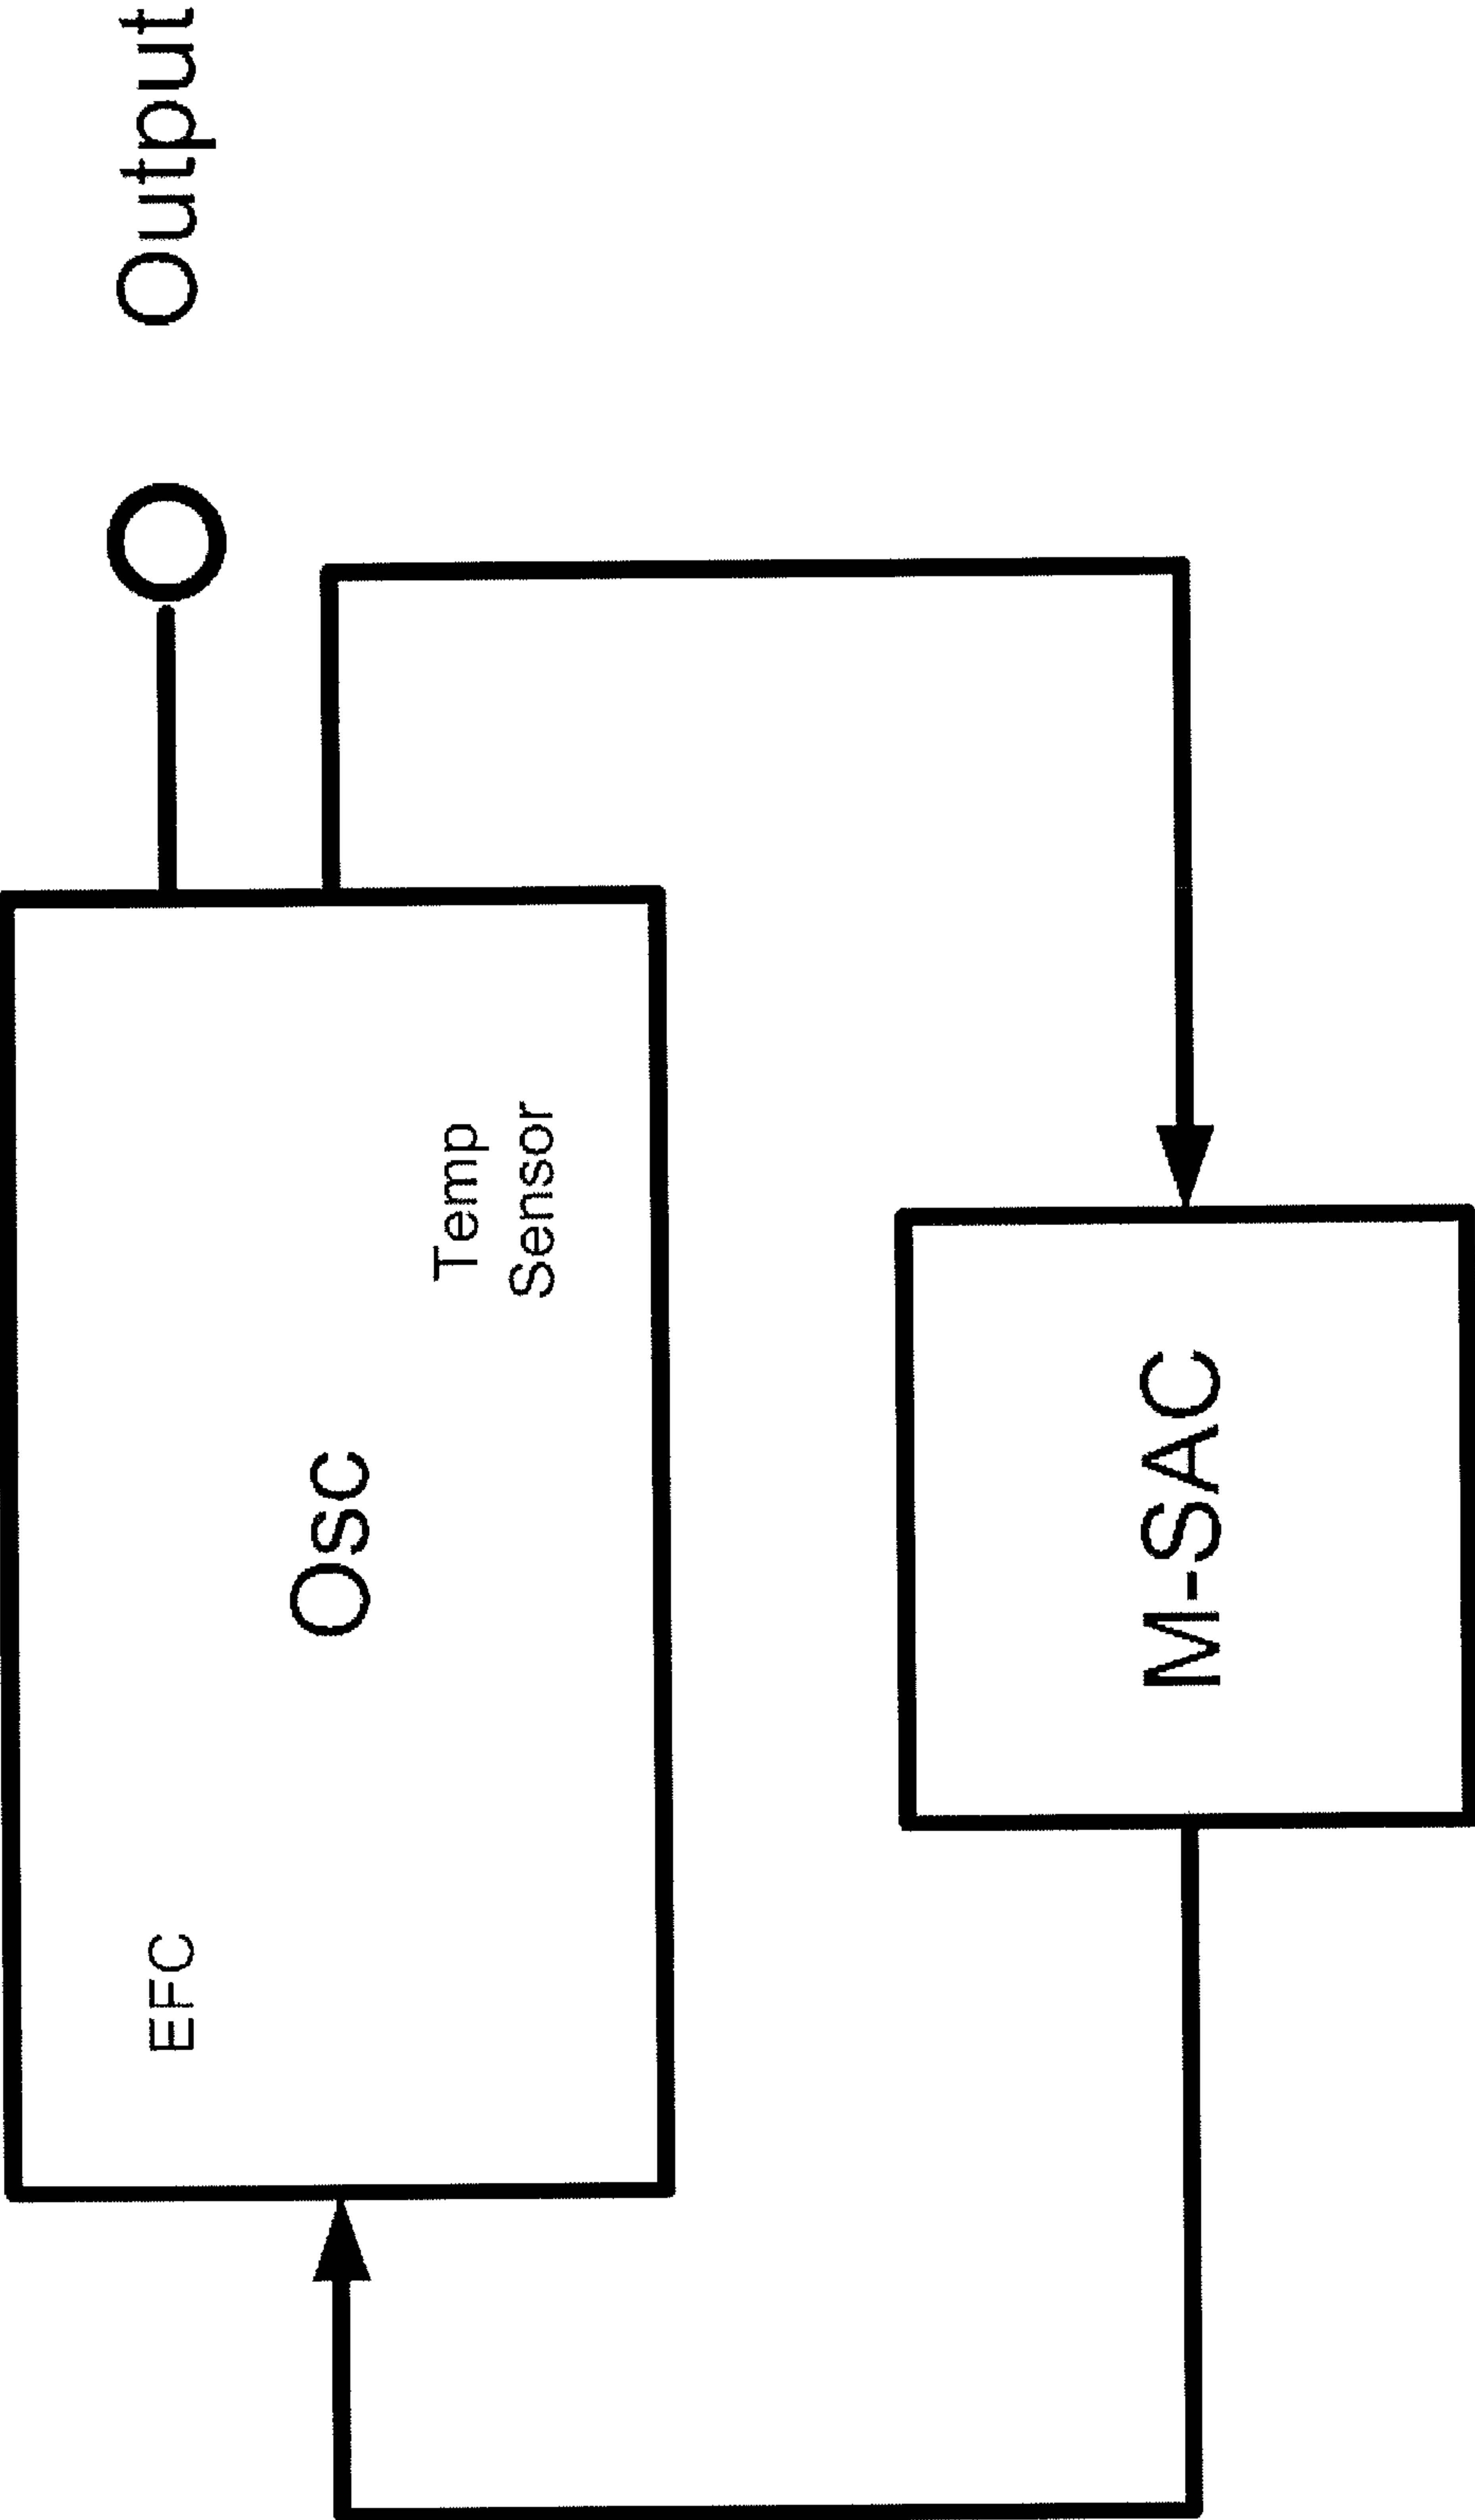 Output
EFC
Osc
Temp
Sensor
M-SAC